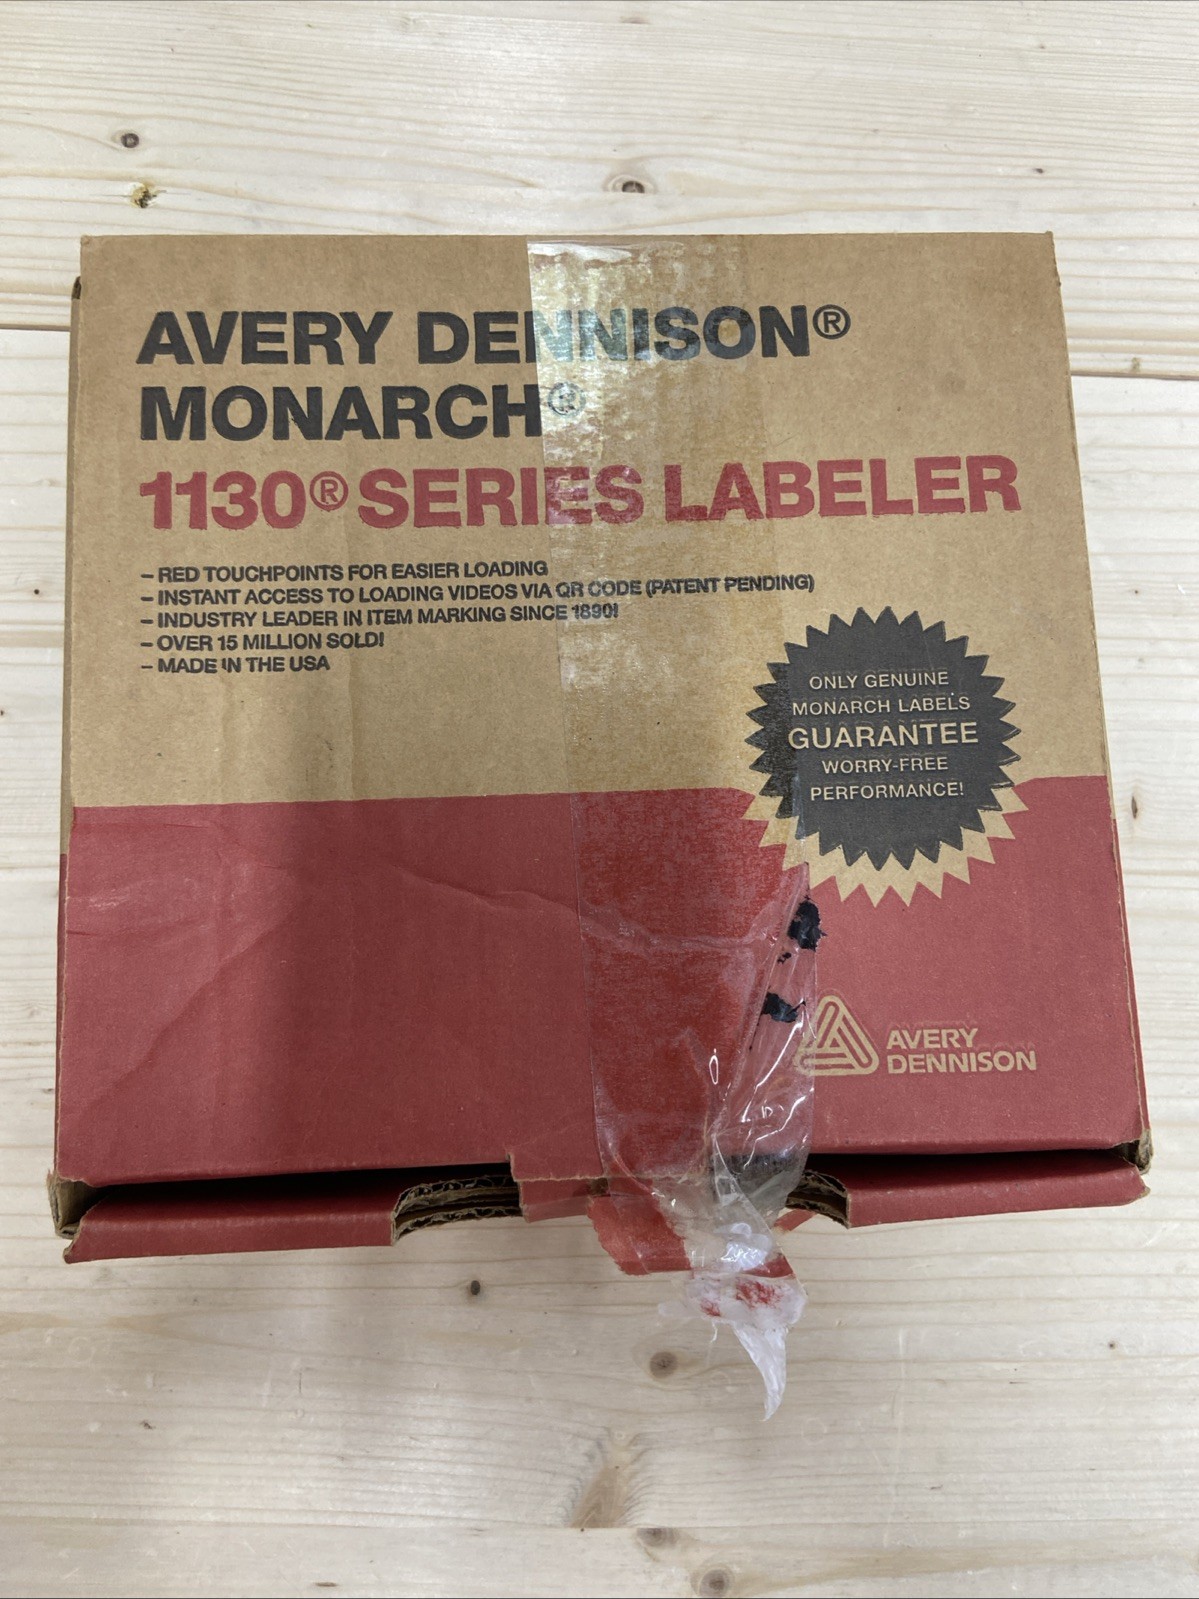 AVERY DENNISON®
MONARCH®
1130® SERIES LABELER
– RED TOUCHPOINTS FOR EASIER LOADING
– INSTANT ACCESS TO LOADING VIDEOS VIA QR CODE (PATENT PENDING)
– INDUSTRY LEADER IN ITEM MARKING SINCE 1890!
– OVER 15 MILLION SOLD!
– MADE IN THE USA
ONLY GENUINE
MONARCH LABELS
GUARANTEE
WORRY-FREE
PERFORMANCE!
AVERY
DENNISON